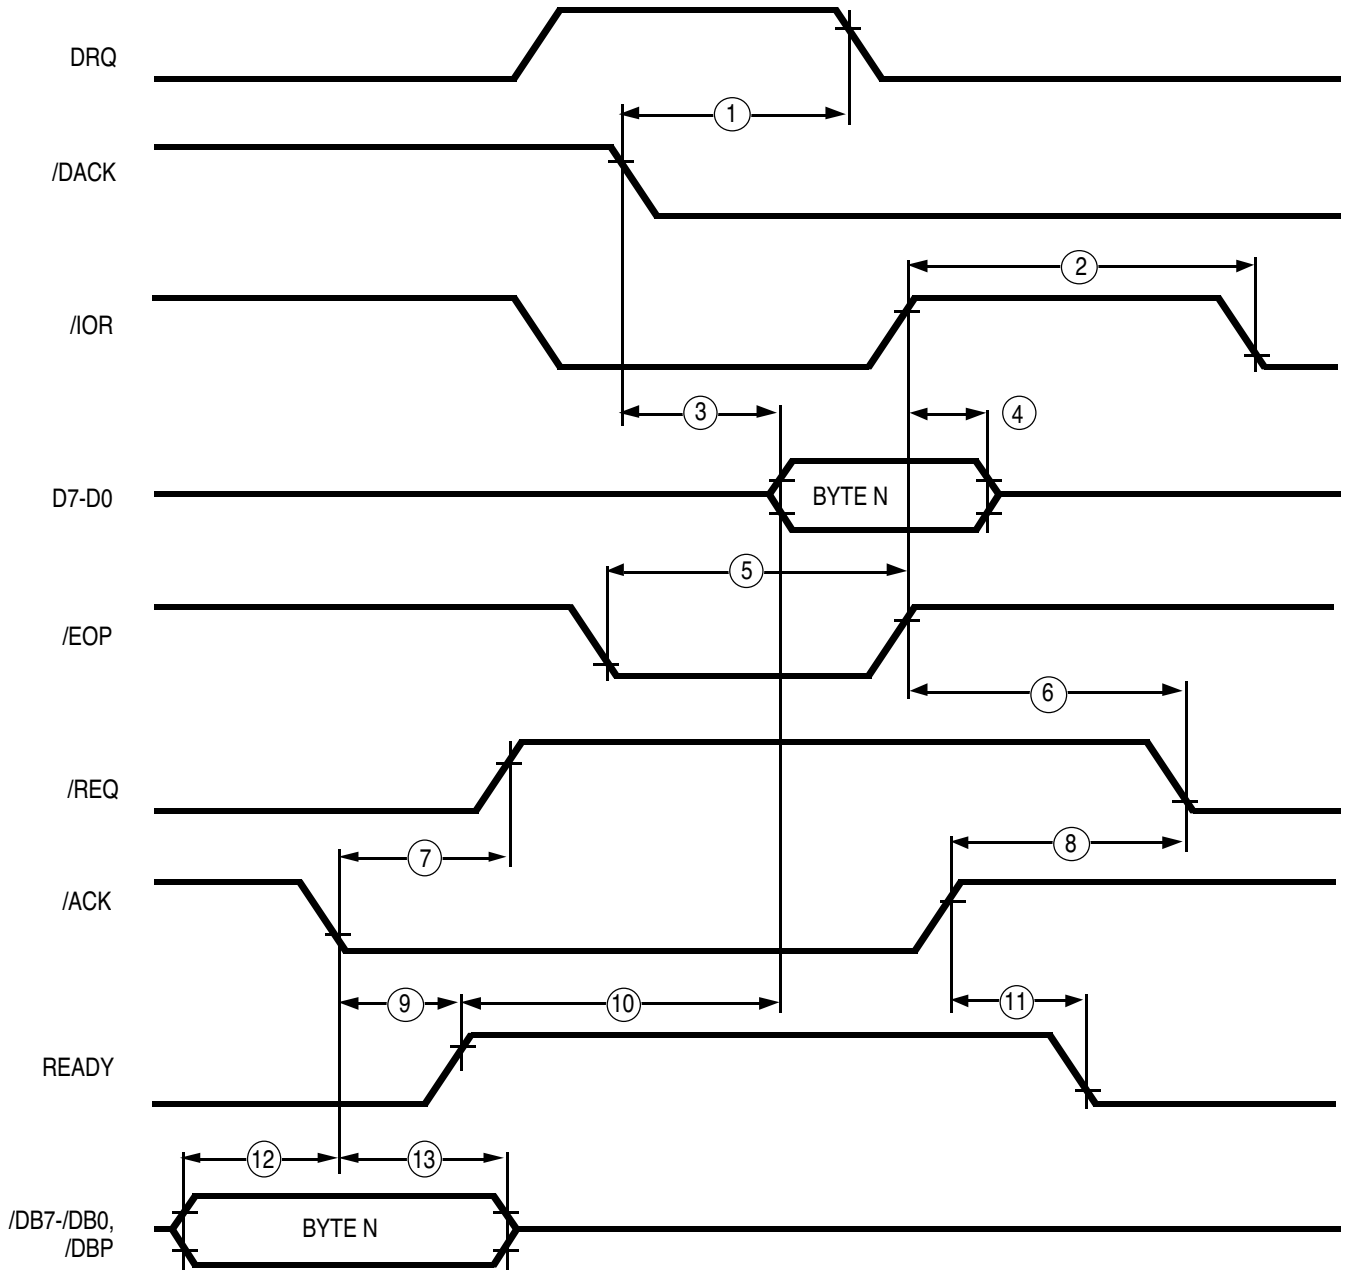 DRQ
1
/DACK
2
/IOR
3
4
D7-D0
BYTE N
5
/EOP
6
/REQ
7
8
/ACK
9
10
11
READY
12
13
/DB7-/DB0,
/DBP
BYTE N